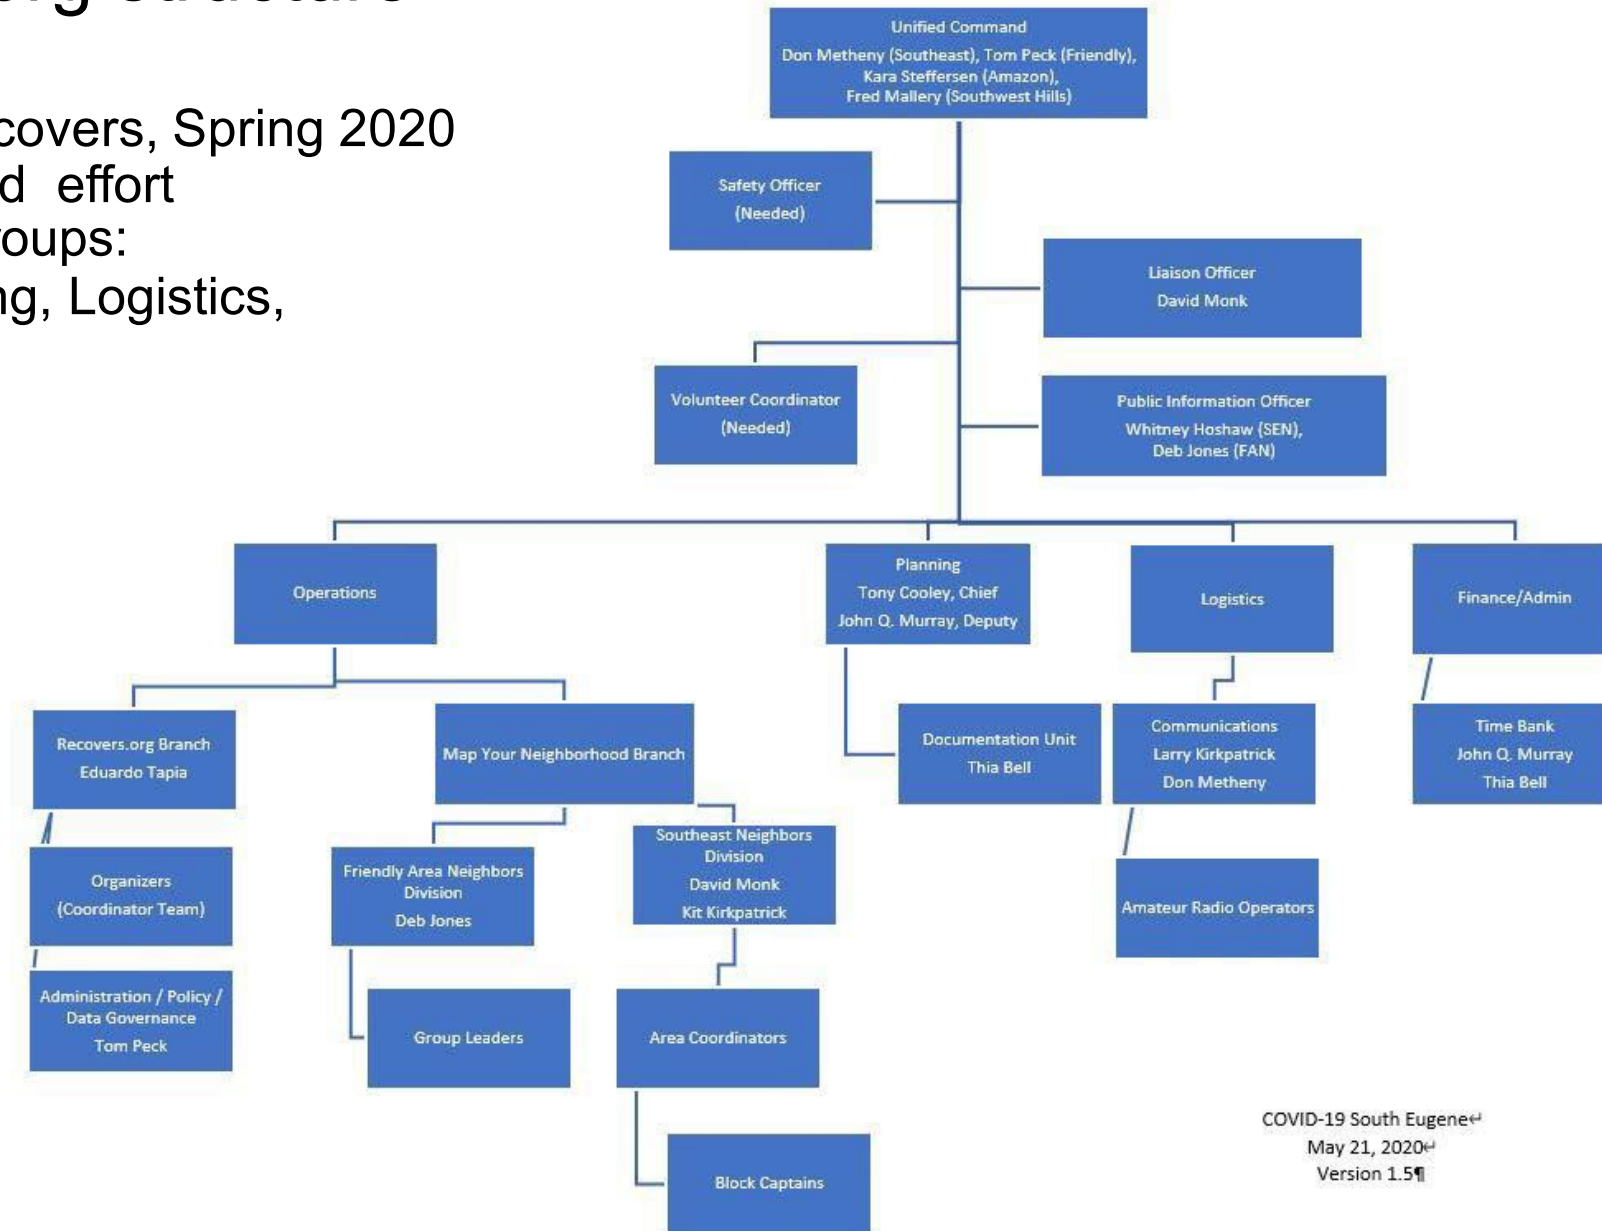 org structure
covers, Spring 2020
d effort
oups:
ng, Logistics,
Unified Command
Don Metheny (Southeast), Tom Peck (Friendly),
Kara Steffersen (Amazon),
Fred Mallery (Southwest Hills)
Safety Officer
(Needed)
Liaison Officer
David Monk
Volunteer Coordinator
(Needed)
Public Information Officer
Whitney Hoshaw (SEN),
Deb Jones (FAN)
Operations
Planning
Tony Cooley, Chief
John Q. Murray, Deputy
Logistics
Finance/Admin
Recovers.org Branch
Eduardo Tapia
Map Your Neighborhood Branch
Documentation Unit
Thia Bell
Communications
Larry Kirkpatrick
Don Metheny
Time Bank
John Q. Murray
Thia Bell
Organizers
(Coordinator Team)
Friendly Area Neighbors
Division
Deb Jones
Southeast Neighbors
Division
David Monk
Kit Kirkpatrick
Amateur Radio Operators
Administration / Policy /
Data Governance
Tom Peck
Group Leaders
Area Coordinators
Block Captains
COVID-19 South Eugene↵
May 21, 2020↵
Version 1.5¶